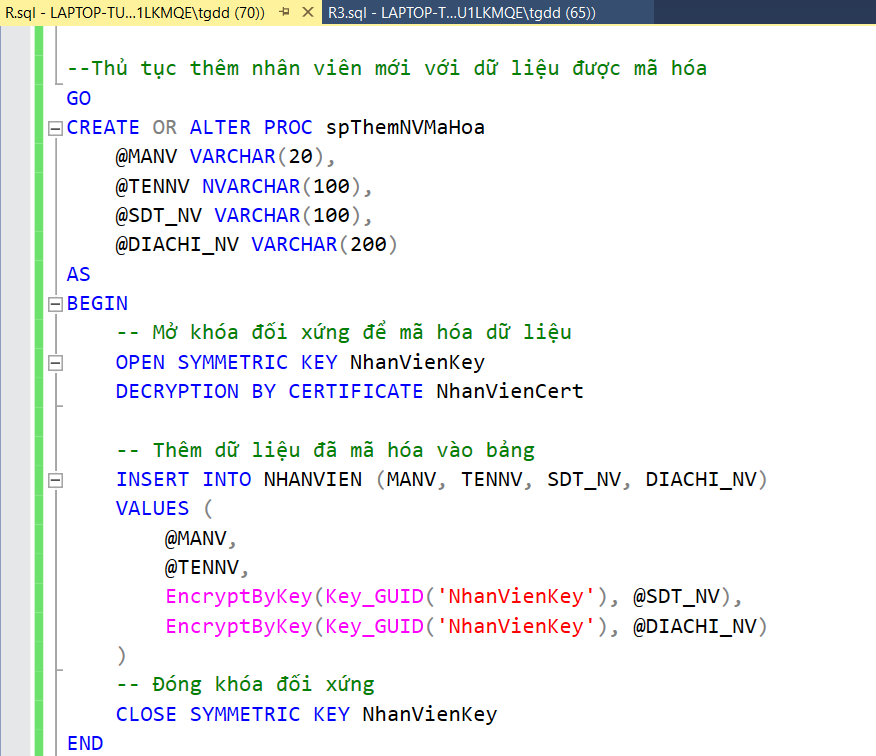 R.sql - LAPTOP-TU...1LKMQE\tgdd (70))
R3.sql - LAPTOP-T...U1LKMQE\tgdd (65))
--Thủ tục thêm nhân viên mới với dữ liệu được mã hóa
GO
CREATE OR ALTER PROC spThemNVMaHoa
@MANV VARCHAR(20),
@TENNV NVARCHAR(100),
@SDT_NV VARCHAR(100),
@DIACHI_NV VARCHAR(200)
AS
BEGIN
-- Mở khóa đối xứng để mã hóa dữ liệu
OPEN SYMMETRIC KEY NhanVienKey
DECRYPTION BY CERTIFICATE NhanVienCert
-- Thêm dữ liệu đã mã hóa vào bảng
INSERT INTO NHANVIEN (MANV, TENNV, SDT_NV, DIACHI_NV)
VALUES (
@MANV,
@TENNV,
EncryptByKey(Key_GUID('NhanVienKey'), @SDT_NV),
EncryptByKey(Key_GUID('NhanVienKey'), @DIACHI_NV)
)
-- Đóng khóa đối xứng
CLOSE SYMMETRIC KEY NhanVienKey
END